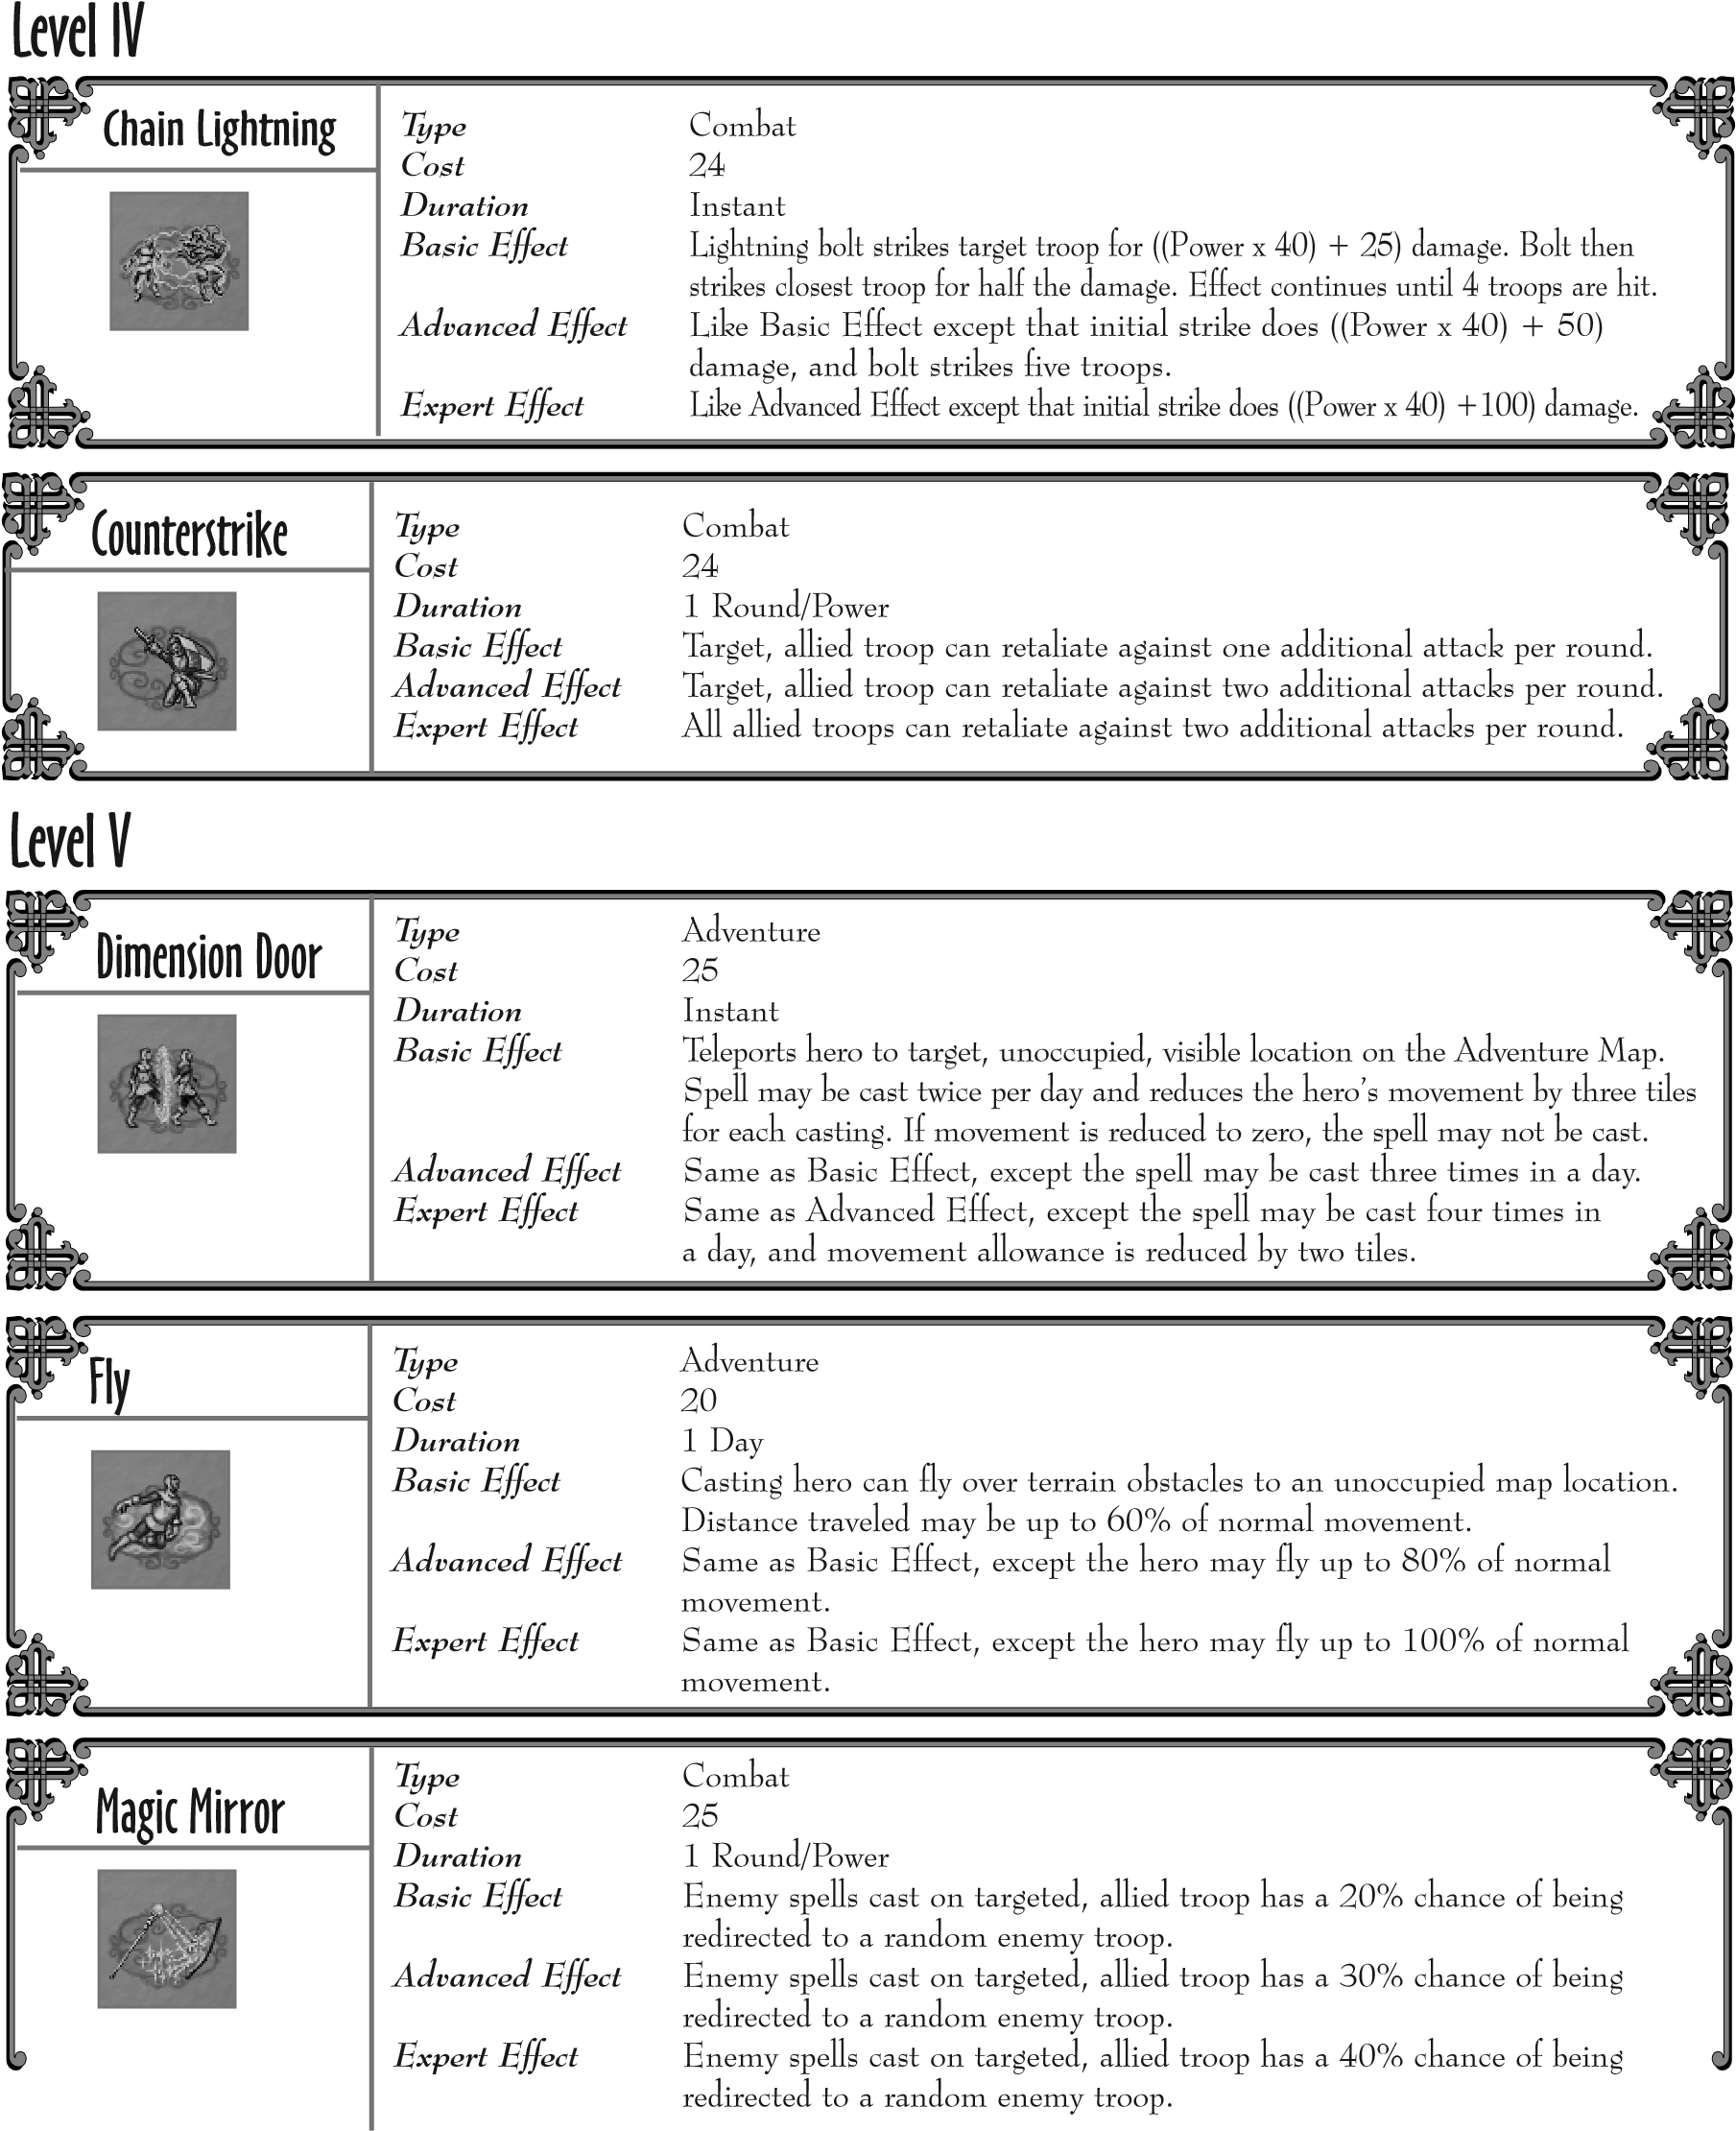 Level IV
Chain Lightning
Type Combat
Cost 24
Duration Instant
Basic Effect Lightning bolt strikes target troop for ((Power x 40) + 25) damage. Bolt then
strikes closest troop for half the damage. Effect continues until 4 troops are hit.
Advanced Effect Like Basic Effect except that initial strike does ((Power x 40) + 50)
damage, and bolt strikes five troops.
Expert Effect Like Advanced Effect except that initial strike does ((Power x 40) +100) damage.
Counterstrike
Type Combat
Cost 24
Duration 1 Round/Power
Basic Effect Target, allied troop can retaliate against one additional attack per round.
Advanced Effect Target, allied troop can retaliate against two additional attacks per round.
Expert Effect All allied troops can retaliate against two additional attacks per round.
Level V
Dimension Door
Type Adventure
Cost 25
Duration Instant
Basic Effect Teleports hero to target, unoccupied, visible location on the Adventure Map.
Spell may be cast twice per day and reduces the hero's movement by three tiles
for each casting. If movement is reduced to zero, the spell may not be cast.
Advanced Effect Same as Basic Effect, except the spell may be cast three times in a day.
Expert Effect Same as Advanced Effect, except the spell may be cast four times in
a day, and movement allowance is reduced by two tiles.
Fly
Type Adventure
Cost 20
Duration 1 Day
Basic Effect Casting hero can fly over terrain obstacles to an unoccupied map location.
Distance traveled may be up to 60% of normal movement.
Advanced Effect Same as Basic Effect, except the hero may fly up to 80% of normal
movement.
Expert Effect Same as Basic Effect, except the hero may fly up to 100% of normal
movement.
Magic Mirror
Type Combat
Cost 25
Duration 1 Round/Power
Basic Effect Enemy spells cast on targeted, allied troop has a 20% chance of being
redirected to a random enemy troop.
Advanced Effect Enemy spells cast on targeted, allied troop has a 30% chance of being
redirected to a random enemy troop.
Expert Effect Enemy spells cast on targeted, allied troop has a 40% chance of being
redirected to a random enemy troop.